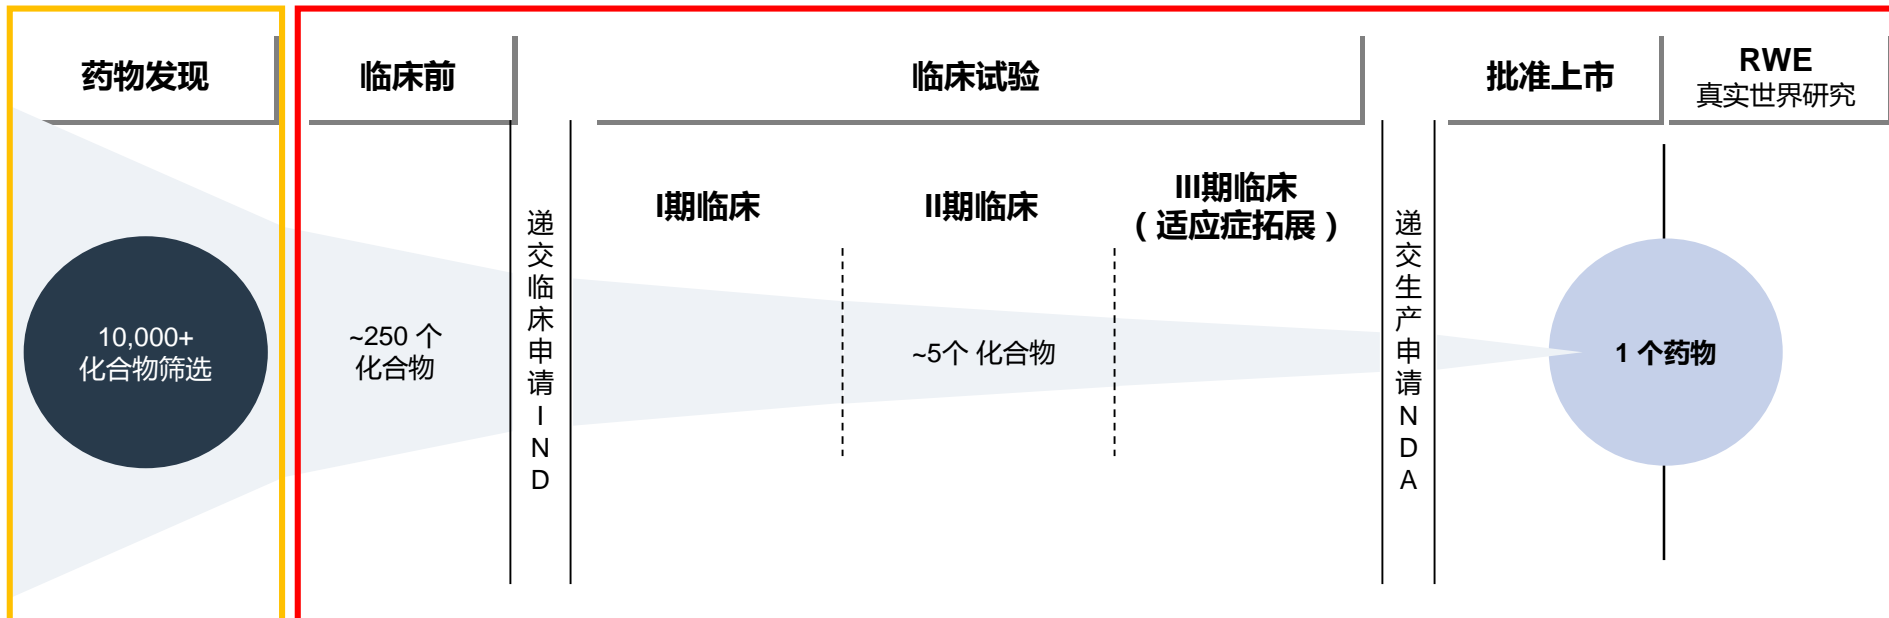 药物发现
临床前
临床试验
批准上市
RWE
真实世界研究
I期临床
II期临床
III期临床
（适应症拓展）
递交临床申请IND
递交生产申请NDA
10,000+
化合物筛选
~250 个
化合物
~5个 化合物
1 个药物